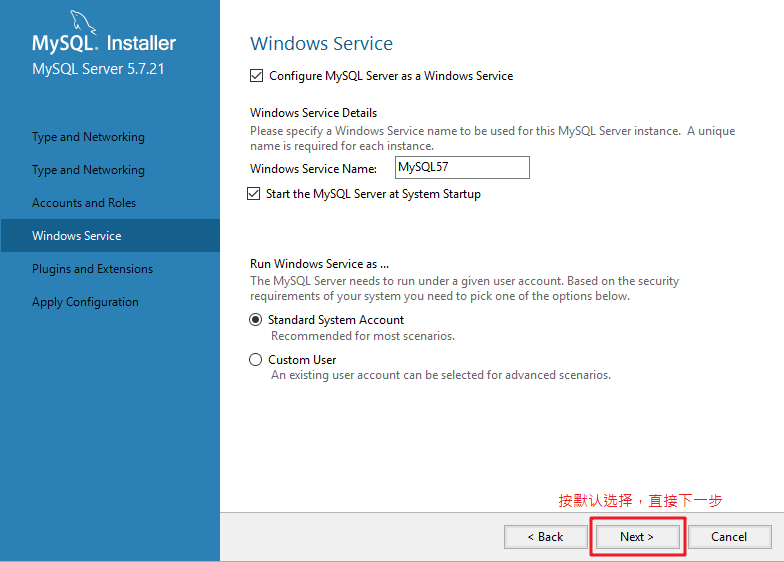 MySQL. Installer
MySQL Server 5.7.21
Type and Networking
Type and Networking
Accounts and Roles
Windows Service
Plugins and Extensions
Apply Configuration
Windows Service
Configure MySQL Server as a Windows Service
Windows Service Details
Please specify a Windows Service name to be used for this MySQL Server instance. A unique
name is required for each instance.
Windows Service Name: MySQL57
Start the MySQL Server at System Startup
Run Windows Service as ...
The MySQL Server needs to run under a given user account. Based on the security
requirements of your system you need to pick one of the options below.
Standard System Account
Recommended for most scenarios.
Custom User
An existing user account can be selected for advanced scenarios.
按默认选择，直接下一步
< Back Next > Cancel